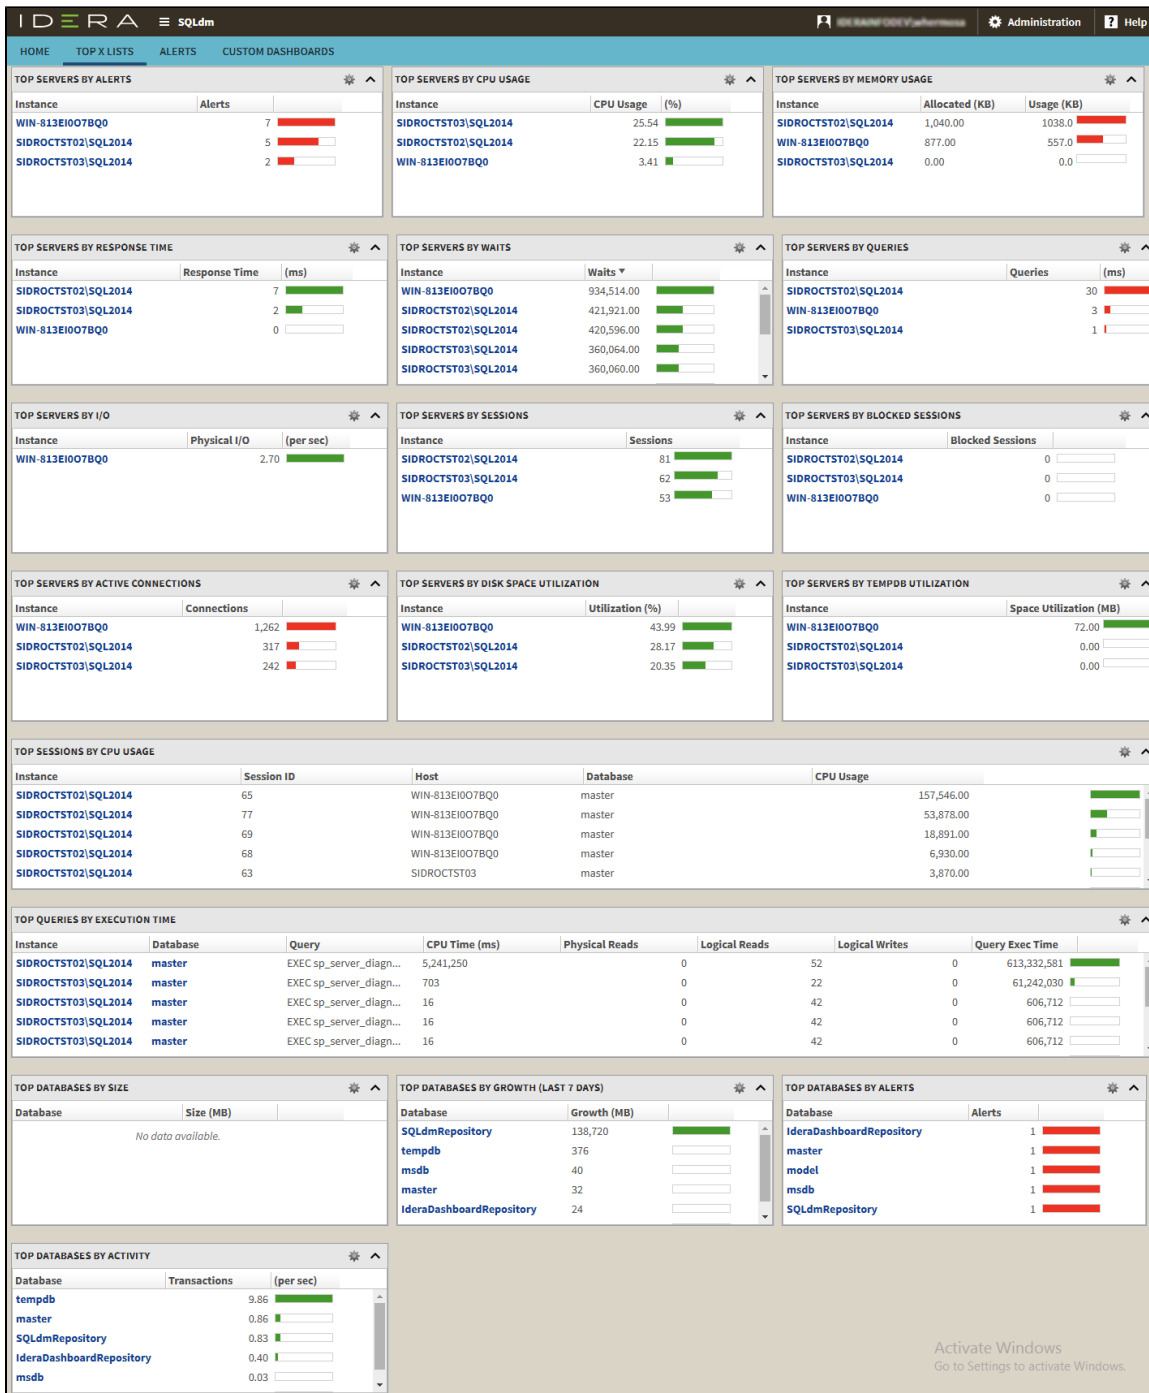 IDERA SQLdm Administration ? Help
HOME TOP X LISTS ALERTS CUSTOM DASHBOARDS
TOP SERVERS BY ALERTS
Instance Alerts
WIN-813EI0O7BQ0 7
SIDROCTST02\SQL2014 5
SIDROCTST03\SQL2014 2
TOP SERVERS BY CPU USAGE
Instance CPU Usage (%)
SIDROCTST03\SQL2014 25.54
SIDROCTST02\SQL2014 22.15
WIN-813EI0O7BQ0 3.41
TOP SERVERS BY MEMORY USAGE
Instance Allocated (KB) Usage (KB)
SIDROCTST02\SQL2014 1,040.00 1038.0
WIN-813EI0O7BQ0 877.00 557.0
SIDROCTST03\SQL2014 0.00 0.0
TOP SERVERS BY RESPONSE TIME
Instance Response Time (ms)
SIDROCTST02\SQL2014 7
SIDROCTST03\SQL2014 2
WIN-813EI0O7BQ0 0
TOP SERVERS BY WAITS
Instance Waits
WIN-813EI0O7BQ0 934,514.00
SIDROCTST02\SQL2014 421,921.00
SIDROCTST02\SQL2014 420,596.00
SIDROCTST03\SQL2014 360,064.00
SIDROCTST03\SQL2014 360,060.00
TOP SERVERS BY QUERIES
Instance Queries (ms)
SIDROCTST02\SQL2014 30
WIN-813EI0O7BQ0 3
SIDROCTST03\SQL2014 1
TOP SERVERS BY I/O
Instance Physical I/O (per sec)
WIN-813EI0O7BQ0 2.70
TOP SERVERS BY SESSIONS
Instance Sessions
SIDROCTST02\SQL2014 81
SIDROCTST03\SQL2014 62
WIN-813EI0O7BQ0 53
TOP SERVERS BY BLOCKED SESSIONS
Instance Blocked Sessions
SIDROCTST02\SQL2014 0
SIDROCTST03\SQL2014 0
WIN-813EI0O7BQ0 0
TOP SERVERS BY ACTIVE CONNECTIONS
Instance Connections
WIN-813EI0O7BQ0 1,262
SIDROCTST02\SQL2014 317
SIDROCTST03\SQL2014 242
TOP SERVERS BY DISK SPACE UTILIZATION
Instance Utilization (%)
WIN-813EI0O7BQ0 43.99
SIDROCTST02\SQL2014 28.17
SIDROCTST03\SQL2014 20.35
TOP SERVERS BY TEMPDB UTILIZATION
Instance Space Utilization (MB)
WIN-813EI0O7BQ0 72.00
SIDROCTST02\SQL2014 0.00
SIDROCTST03\SQL2014 0.00
TOP SESSIONS BY CPU USAGE
Instance Session ID Host Database CPU Usage
SIDROCTST02\SQL2014 65 WIN-813EI0O7BQ0 master 157,546.00
SIDROCTST02\SQL2014 77 WIN-813EI0O7BQ0 master 53,878.00
SIDROCTST02\SQL2014 69 WIN-813EI0O7BQ0 master 18,891.00
SIDROCTST02\SQL2014 68 WIN-813EI0O7BQ0 master 6,930.00
SIDROCTST02\SQL2014 63 SIDROCTST03 master 3,870.00
TOP QUERIES BY EXECUTION TIME
Instance Database Query CPU Time (ms) Physical Reads Logical Reads Logical Writes Query Exec Time
SIDROCTST02\SQL2014 master EXEC sp_server_diagn... 5,241,250 0 52 0 613,332,581
SIDROCTST03\SQL2014 master EXEC sp_server_diagn... 703 0 22 0 61,242,030
SIDROCTST03\SQL2014 master EXEC sp_server_diagn... 16 0 42 0 606,712
SIDROCTST03\SQL2014 master EXEC sp_server_diagn... 16 0 42 0 606,712
SIDROCTST03\SQL2014 master EXEC sp_server_diagn... 16 0 42 0 606,712
TOP DATABASES BY SIZE
Database Size (MB)
No data available.
TOP DATABASES BY GROWTH (LAST 7 DAYS)
Database Growth (MB)
SQLdmRepository 138,720
tempdb 376
msdb 40
master 32
IderaDashboardRepository 24
TOP DATABASES BY ALERTS
Database Alerts
IderaDashboardRepository 1
master 1
model 1
msdb 1
SQLdmRepository 1
TOP DATABASES BY ACTIVITY
Database Transactions (per sec)
tempdb 9.86
master 0.86
SQLdmRepository 0.83
IderaDashboardRepository 0.40
msdb 0.03
Activate Windows
Go to Settings to activate Windows.